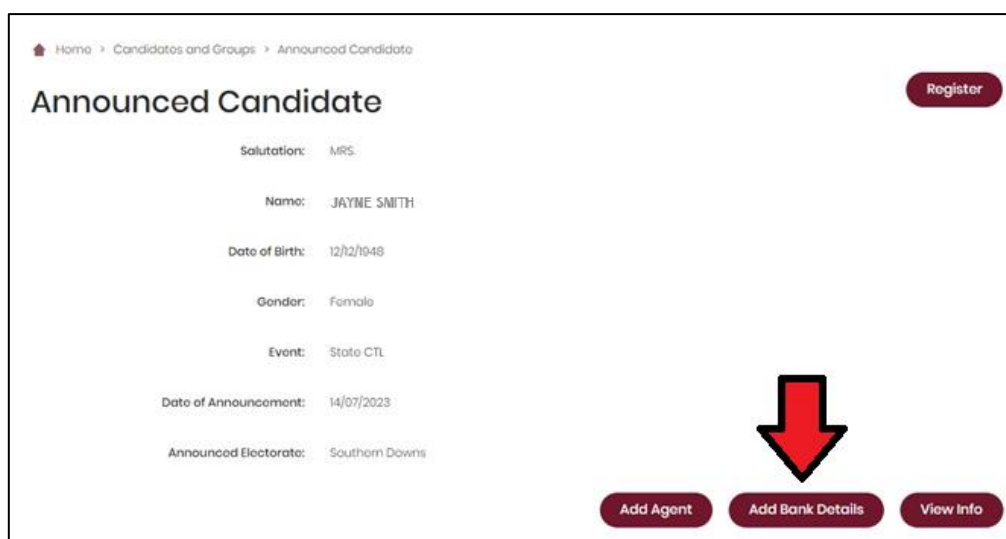 Home > Candidates and Groups > Announced Candidate
Announced Candidate
Register
Salutation: MRS.
Name: JAYNE SMITH
Date of Birth: 12/12/1948
Gender: Female
Event: State CTL
Date of Announcement: 14/07/2023
Announced Electorate: Southern Downs
Add Agent Add Bank Details View Info